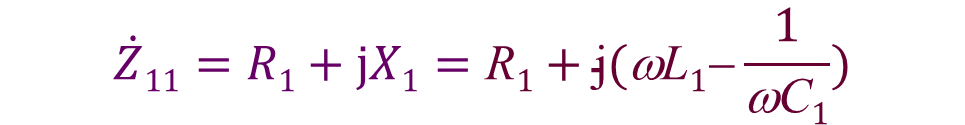 Ż₁₁ = R₁ + jX₁ = R₁ + j(ωL₁− 1/ωC₁)